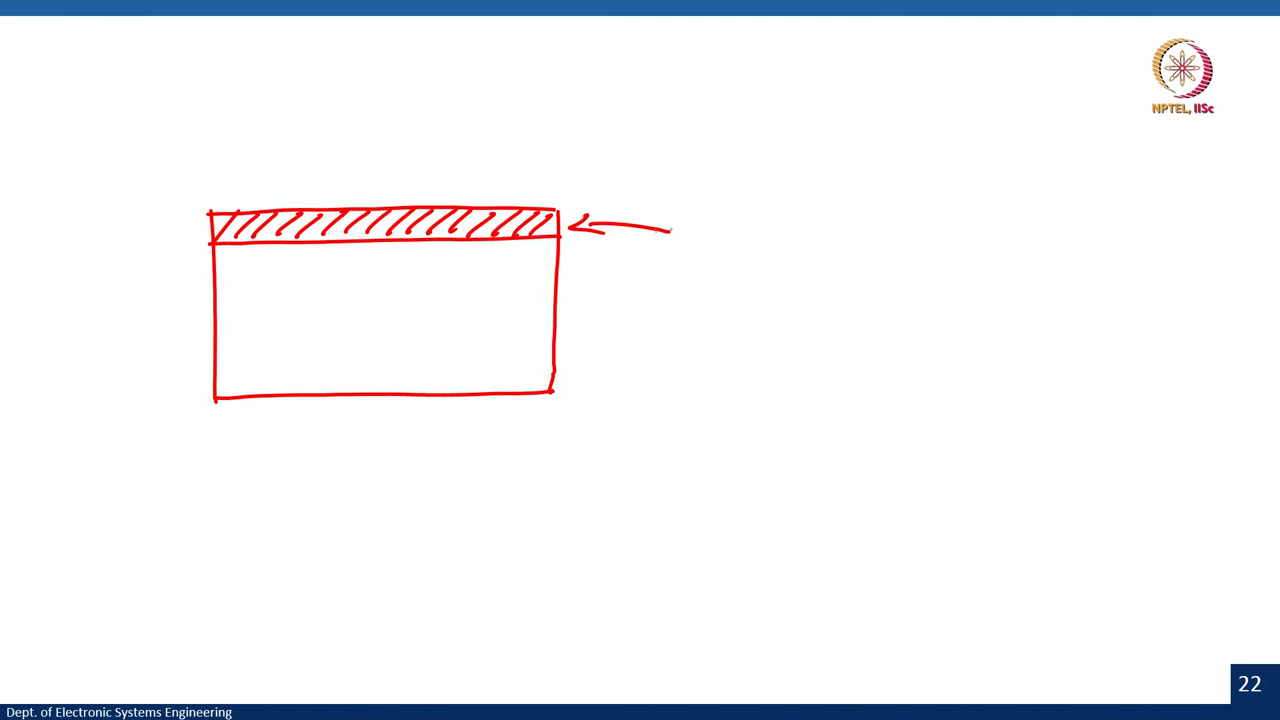 NPTEL, IISc
22
Dept. of Electronic Systems Engineering